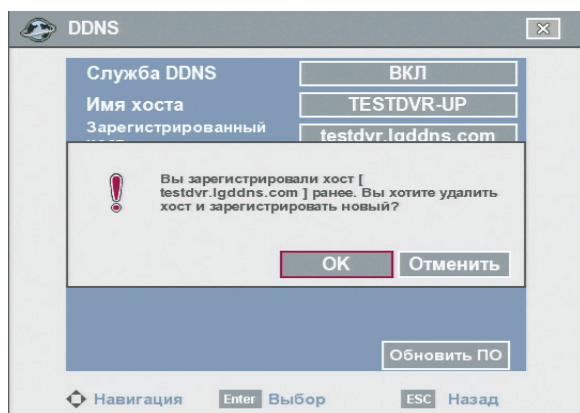 DDNS
Служба DDNS ВКЛ
Имя хоста TESTDVR-UP
Зарегистрированный testdvr.lgddns.com
Вы зарегистрировали хост [
testdvr.lgddns.com ] ранее. Вы хотите удалить
хост и зарегистрировать новый?
OK Отменить
Обновить ПО
Навигация Enter Выбор ESC Назад